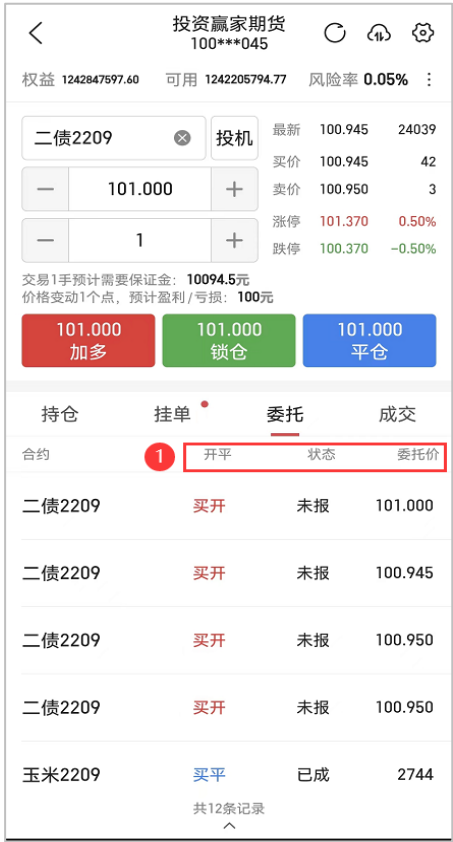 投资赢家期货
100***045
权益 1242847597.60 可用 1242205794.77 风险率 0.05%
二债2209 投机
最新 100.945 24039
买价 100.945 42
— 101.000 +
卖价 100.950 3
涨停 101.370 0.50%
— 1 +
跌停 100.370 -0.50%
交易1手预计需要保证金：10094.5元
价格变动1个点，预计盈利/亏损：100元
101.000 101.000 101.000
加多 锁仓 平仓
持仓 挂单 委托 成交
合约 1 开平 状态 委托价
二债2209 买开 未报 101.000
二债2209 买开 未报 100.945
二债2209 买开 未报 100.950
二债2209 买开 未报 100.950
玉米2209 买平 已成 2744
共12条记录